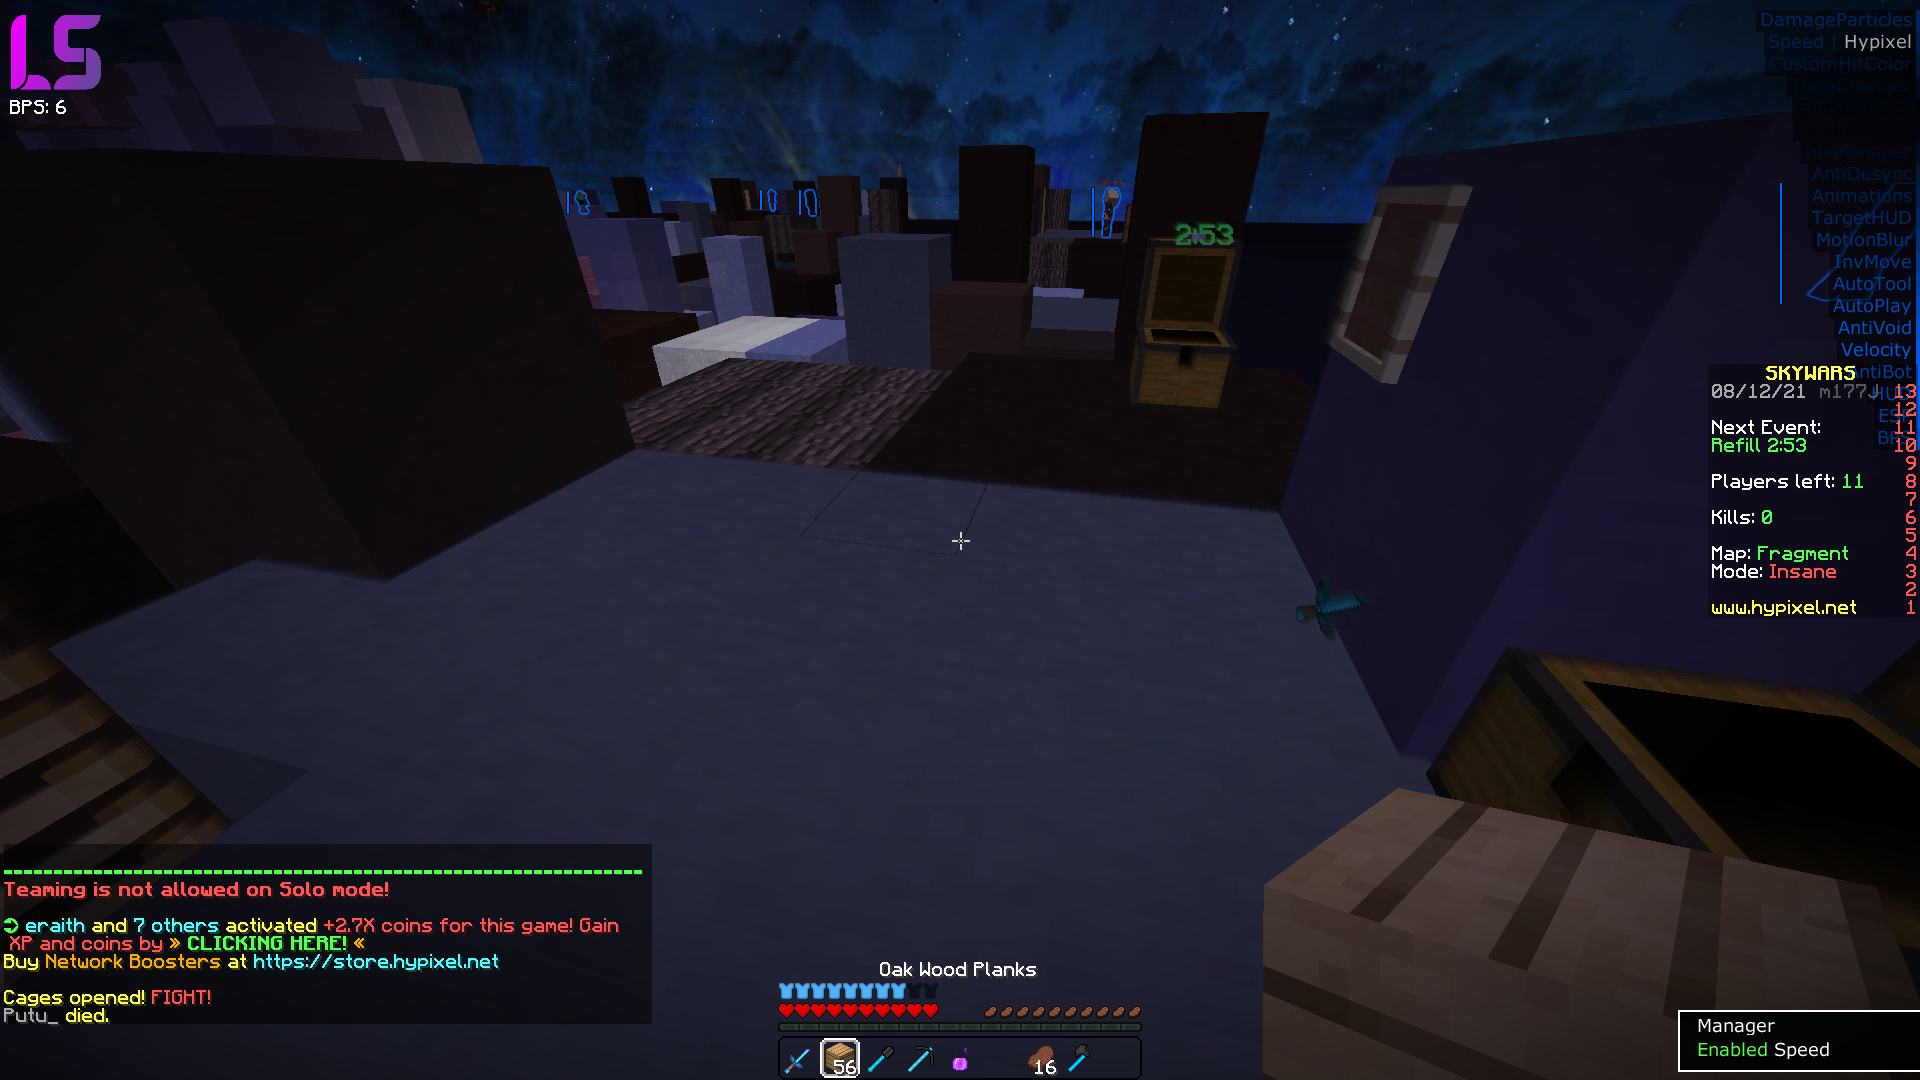 LS
BPS: 6
DamageParticles
Speed | Hypixel
CustomHitColor
TimeChanger
InvManager
AntiDesync
Animations
TargetHUD
MotionBlur
InvMove
AutoTool
AutoPlay
AntiVoid
Velocity
2:53
SKYWARS
08/12/21 m177J 13
12
Next Event: 11
Refill 2:53 10
9
Players left: 11 8
7
Kills: 0 6
5
Map: Fragment 4
Mode: Insane 3
2
www.hypixel.net 1
Teaming is not allowed on Solo mode!
eraith and 7 others activated +2.7X coins for this game! Gain
XP and coins by » CLICKING HERE! «
Buy Network Boosters at https://store.hypixel.net
Cages opened! FIGHT!
Putu_ died.
Oak Wood Planks
56
16
Manager
Enabled Speed